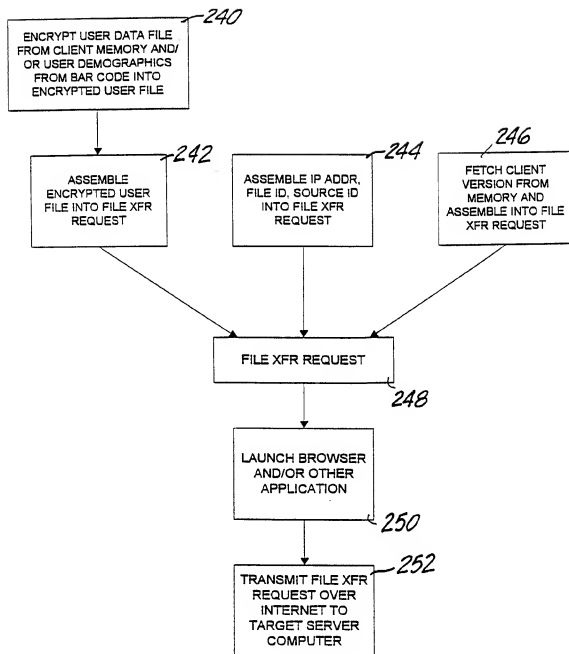 240
ENCRYPT USER DATA FILE
FROM CLIENT MEMORY AND/
OR USER DEMOGRAPHICS
FROM BAR CODE INTO
ENCRYPTED USER FILE
242
ASSEMBLE
ENCRYPTED USER
FILE INTO FILE XFR
REQUEST
244
ASSEMBLE IP ADDR,
FILE ID, SOURCE ID
INTO FILE XFR
REQUEST
246
FETCH CLIENT
VERSION FROM
MEMORY AND
ASSEMBLE INTO FILE
XFR REQUEST
FILE XFR REQUEST
248
LAUNCH BROWSER
AND/OR OTHER
APPLICATION
250
252
TRANSMIT FILE XFR
REQUEST OVER
INTERNET TO
TARGET SERVER
COMPUTER